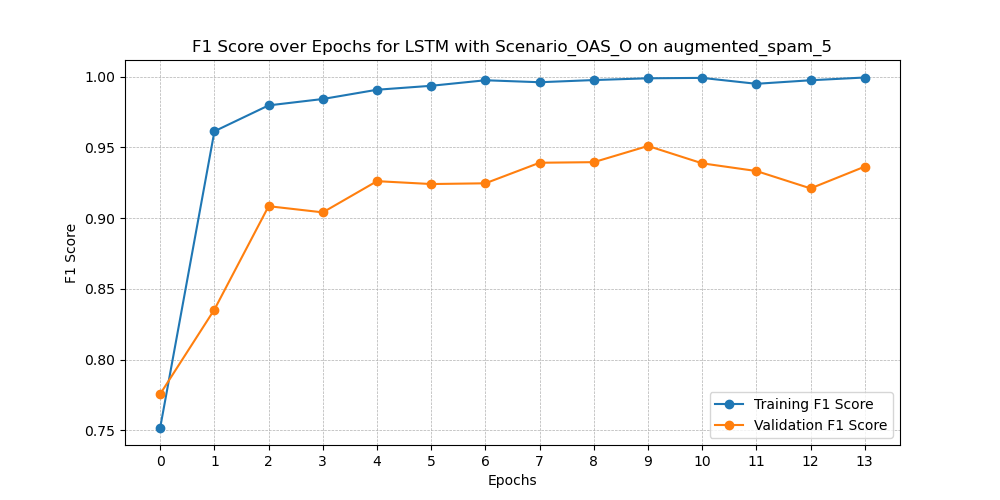 F1 Score over Epochs for LSTM with Scenario_OAS_O on augmented_spam_5
F1 Score
1.00
0.95
0.90
0.85
0.80
0.75
0 1 2 3 4 5 6 7 8 9 10 11 12 13
Epochs
Training F1 Score
Validation F1 Score